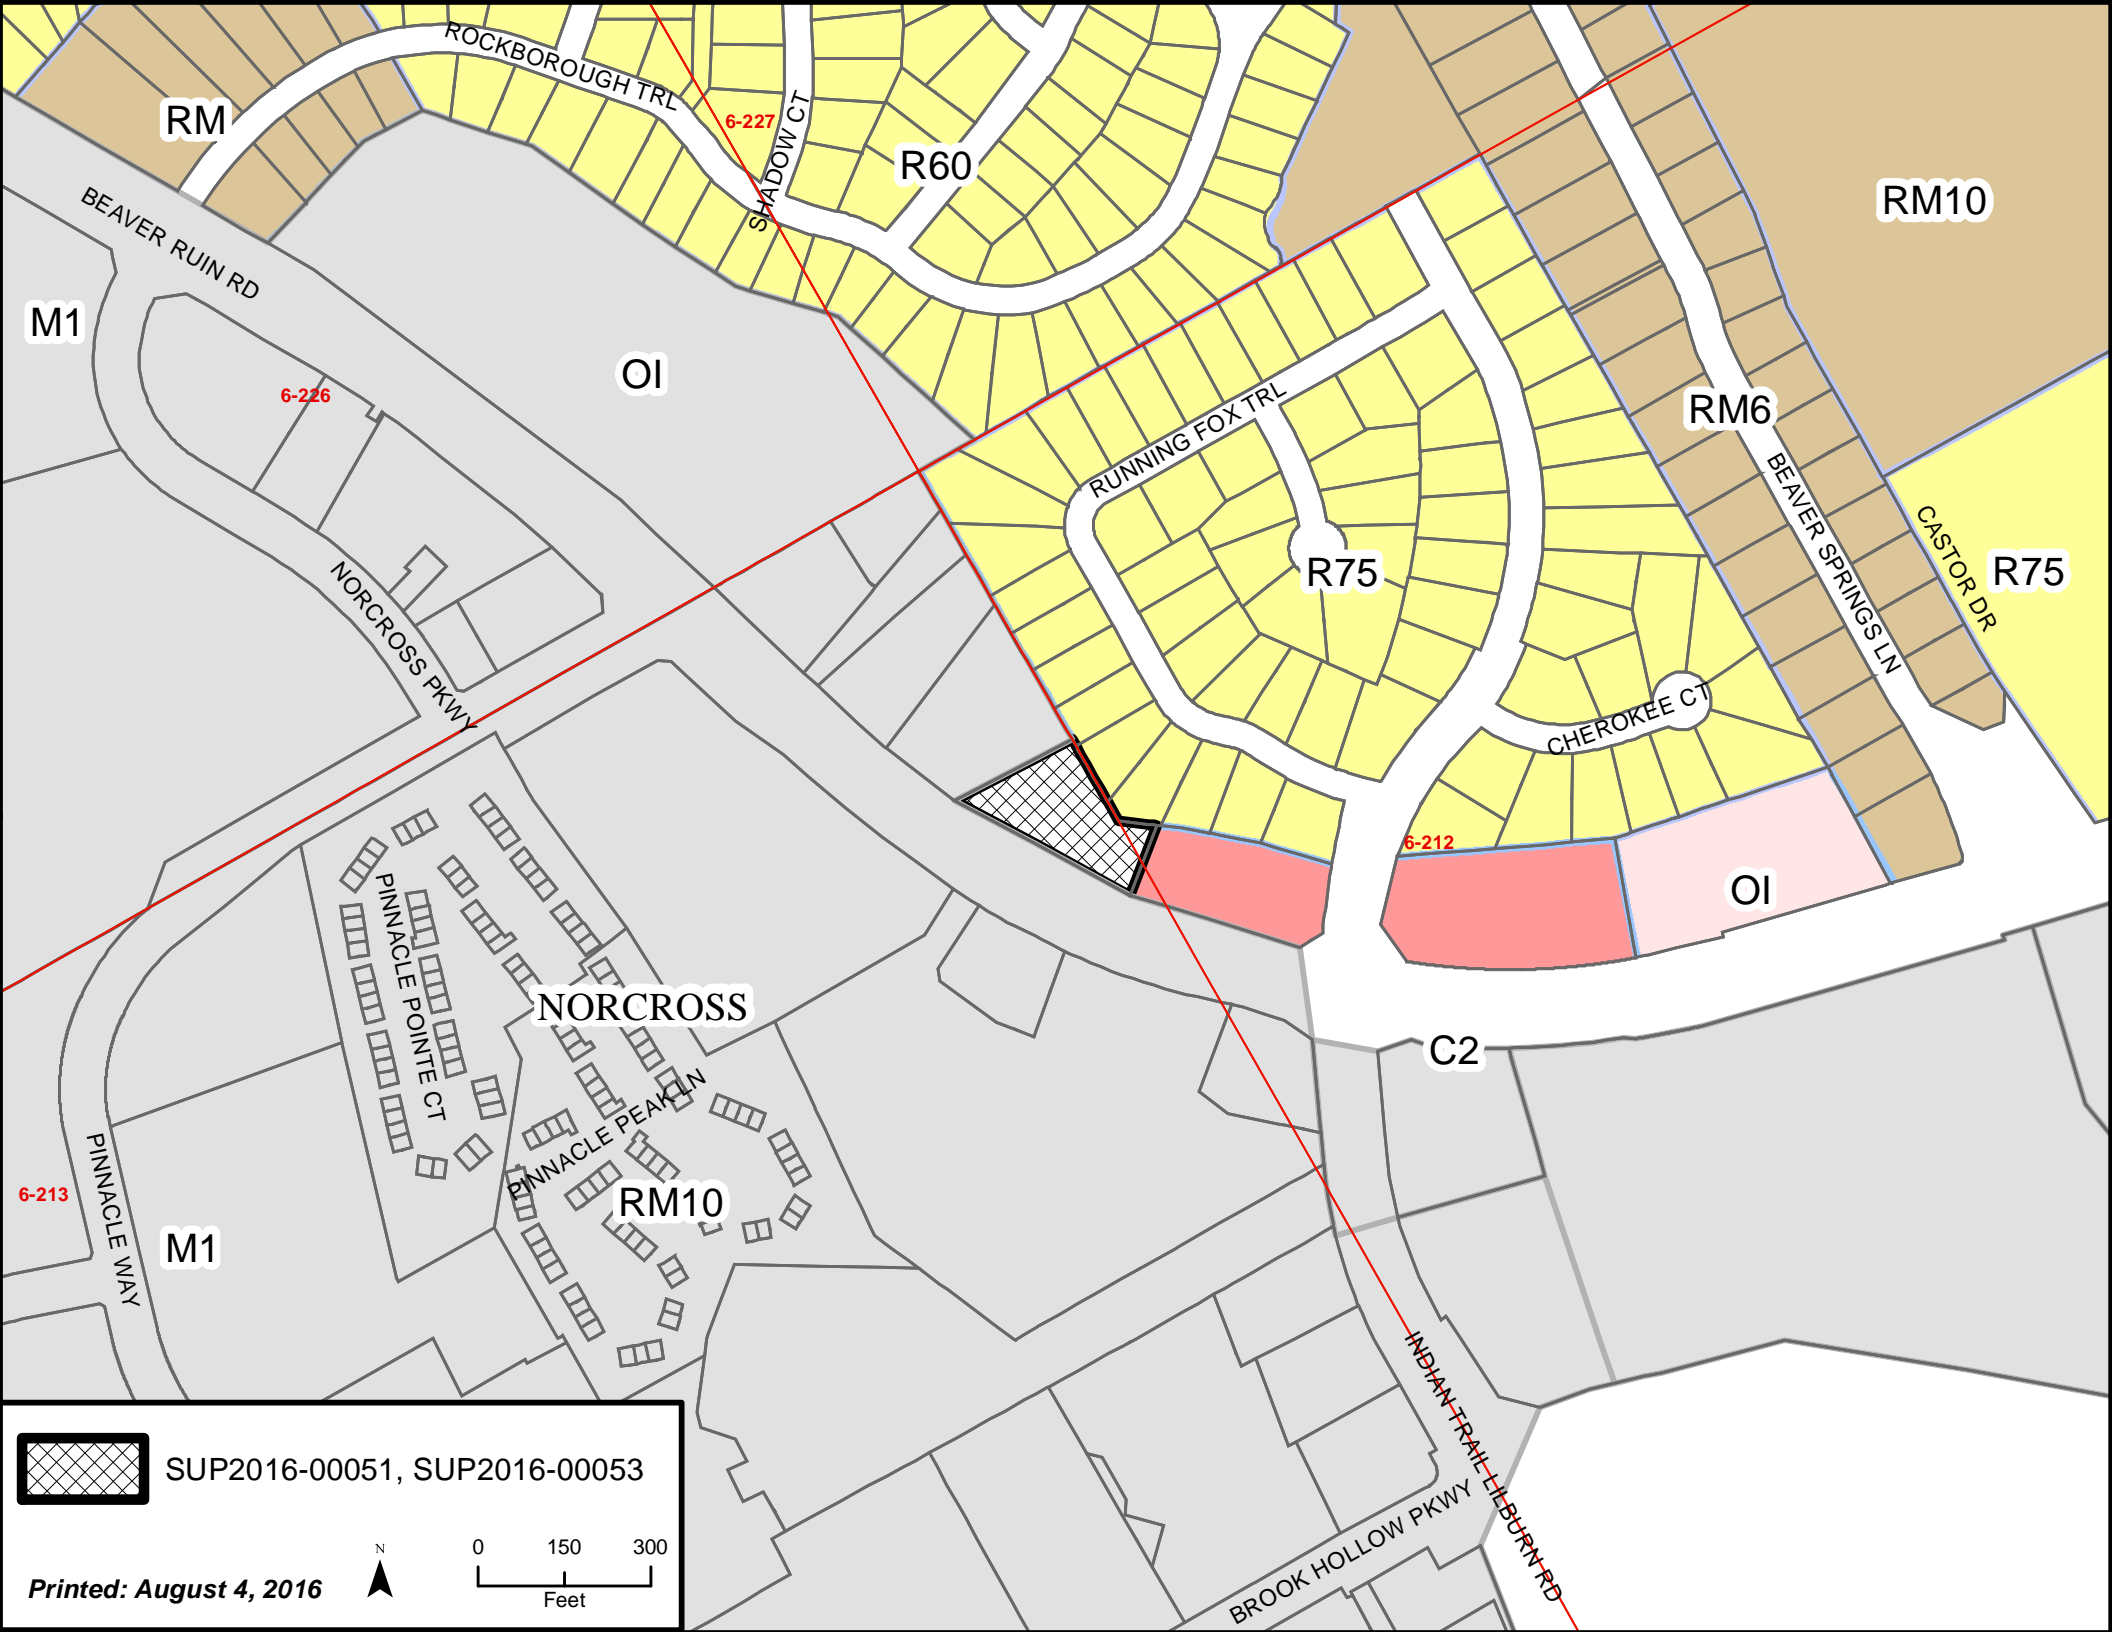 ROCKBOROUGH TRL
RM
6-227
SHADOW CT
R60
RM10
BEAVER RUIN RD
M1
OI
6-226
RUNNING FOX TRL
RM6
BEAVER SPRINGS LN
CASTOR DR
R75
R75
NORCROSS PKWY
CHEROKEE CT
6-212
OI
PINNACLE POINTE CT
NORCROSS
C2
PINNACLE PEAK LN
6-213
RM10
PINNACLE WAY
M1
INDIAN TRAIL LILBURN RD
BROOK HOLLOW PKWY
SUP2016-00051, SUP2016-00053
N
0 150 300
Feet
Printed: August 4, 2016